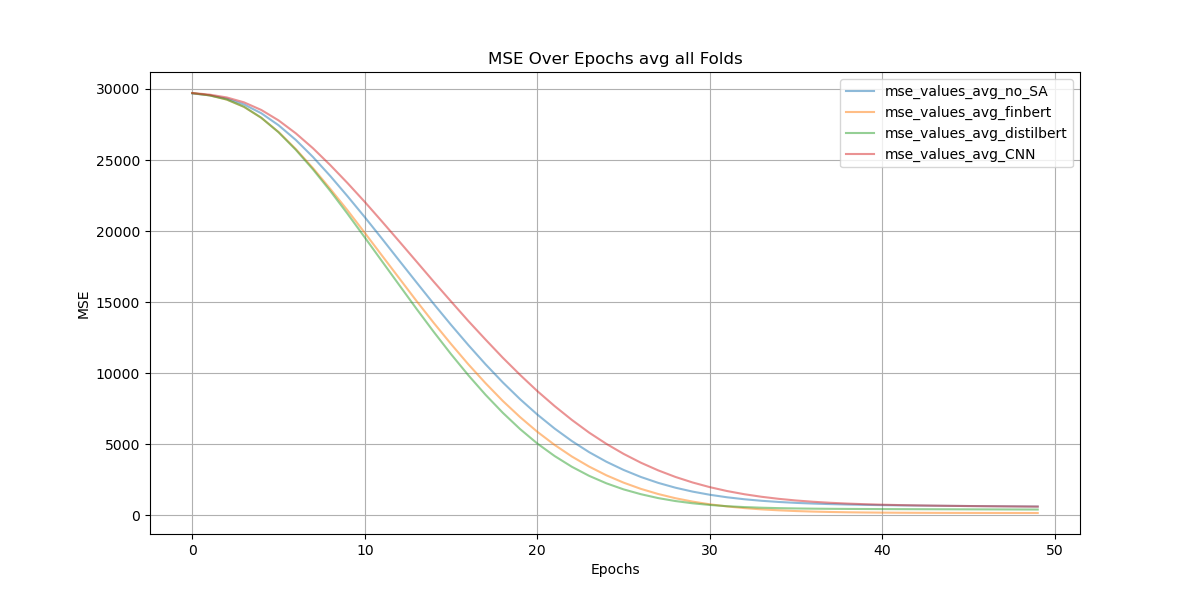 MSE Over Epochs avg all Folds
mse_values_avg_no_SA
mse_values_avg_finbert
mse_values_avg_distilbert
mse_values_avg_CNN
MSE
30000
25000
20000
15000
10000
5000
0
0 10 20 30 40 50
Epochs